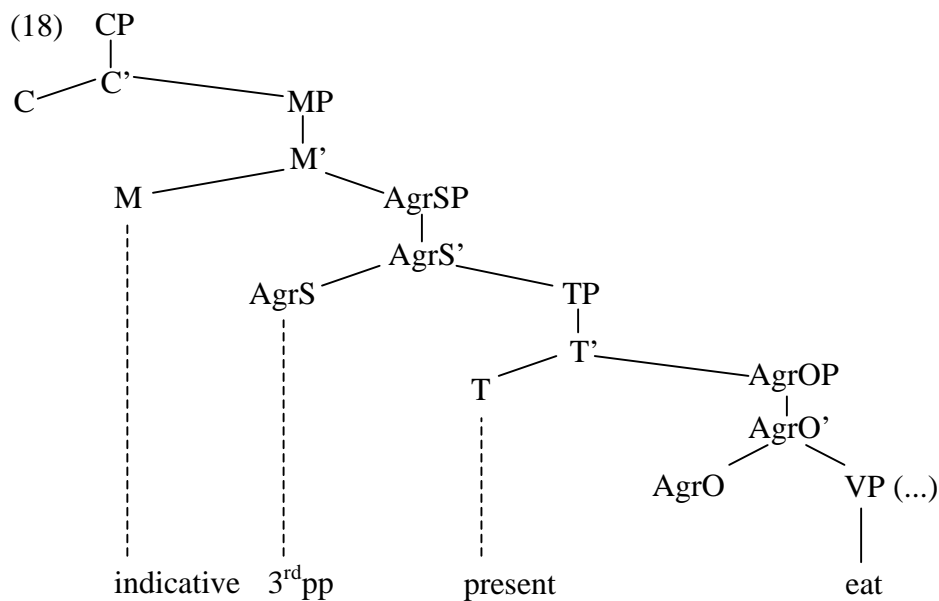 (18) CP
C'
C MP
M'
M AgrSP
AgrS'
AgrS TP
T'
T AgrOP
AgrO'
AgrO VP (...)
indicative 3rdpp present eat